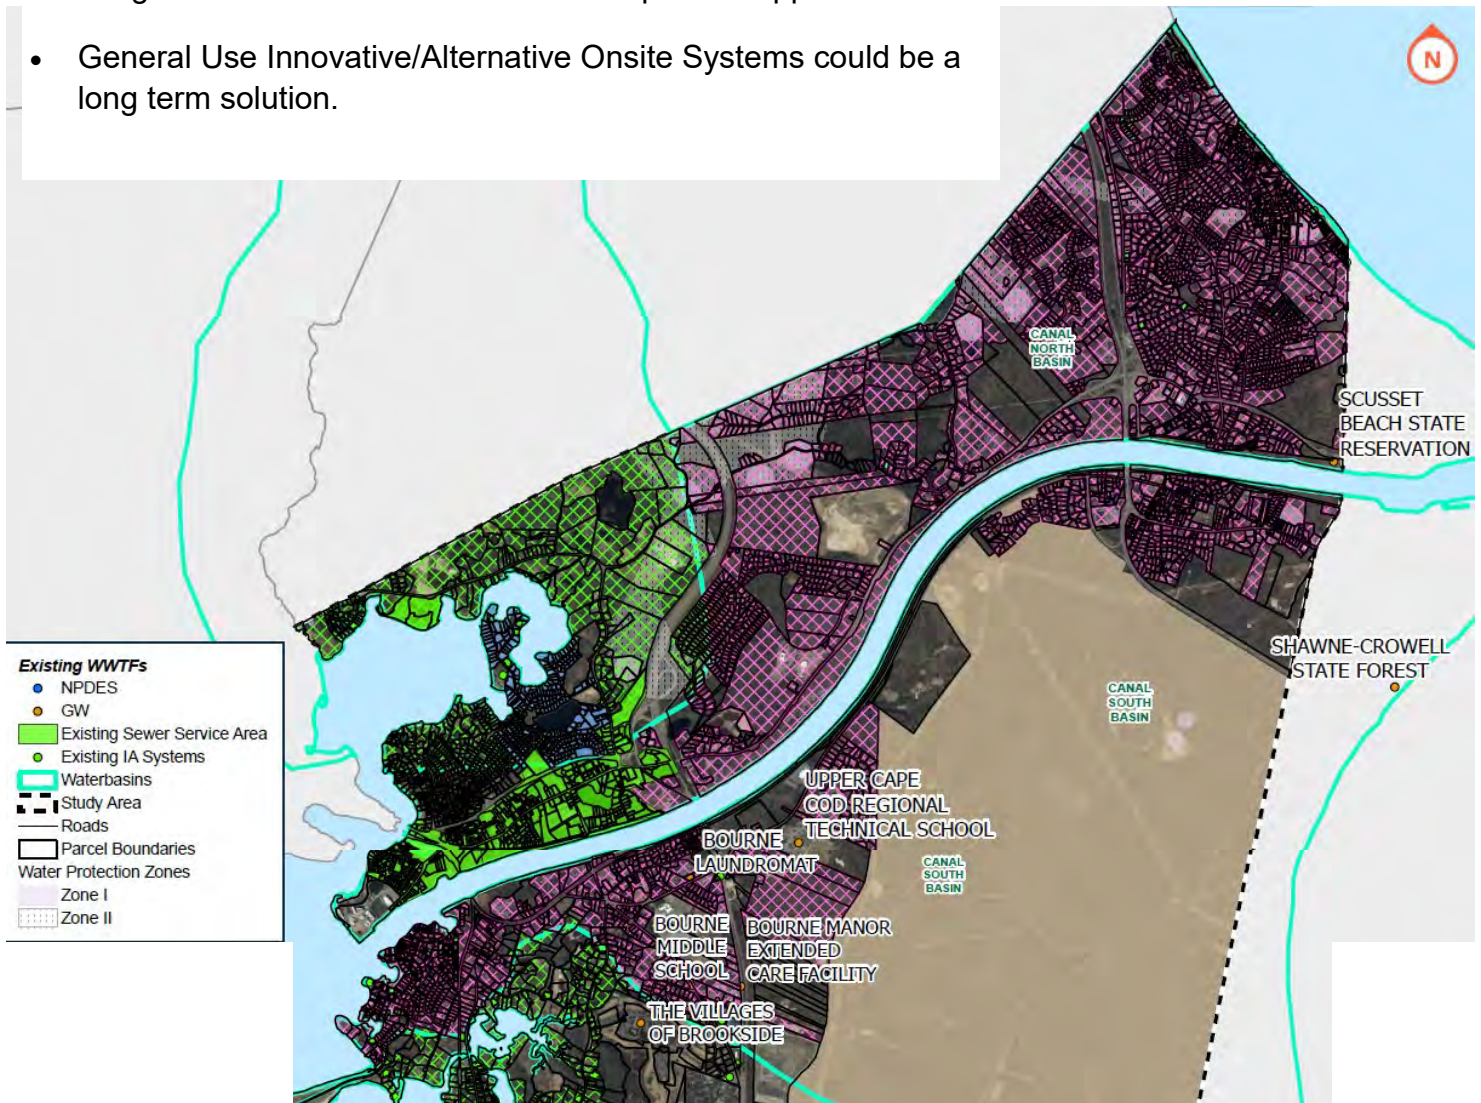 General Use Innovative/Alternative Onsite Systems could be a
long term solution.
N
CANAL
NORTH
BASIN
SCUSSET
BEACH STATE
RESERVATION
SHAWNE-CROWELL
STATE FOREST
CANAL
SOUTH
BASIN
UPPER CAPE
COD REGIONAL
TECHNICAL SCHOOL
BOURNE
LAUNDROMAT
CANAL
SOUTH
BASIN
BOURNE
MIDDLE
SCHOOL
BOURNE MANOR
EXTENDED
CARE FACILITY
THE VILLAGES
OF BROOKSIDE
Existing WWTFs
NPDES
GW
Existing Sewer Service Area
Existing IA Systems
Waterbasins
Study Area
Roads
Parcel Boundaries
Water Protection Zones
Zone I
Zone II